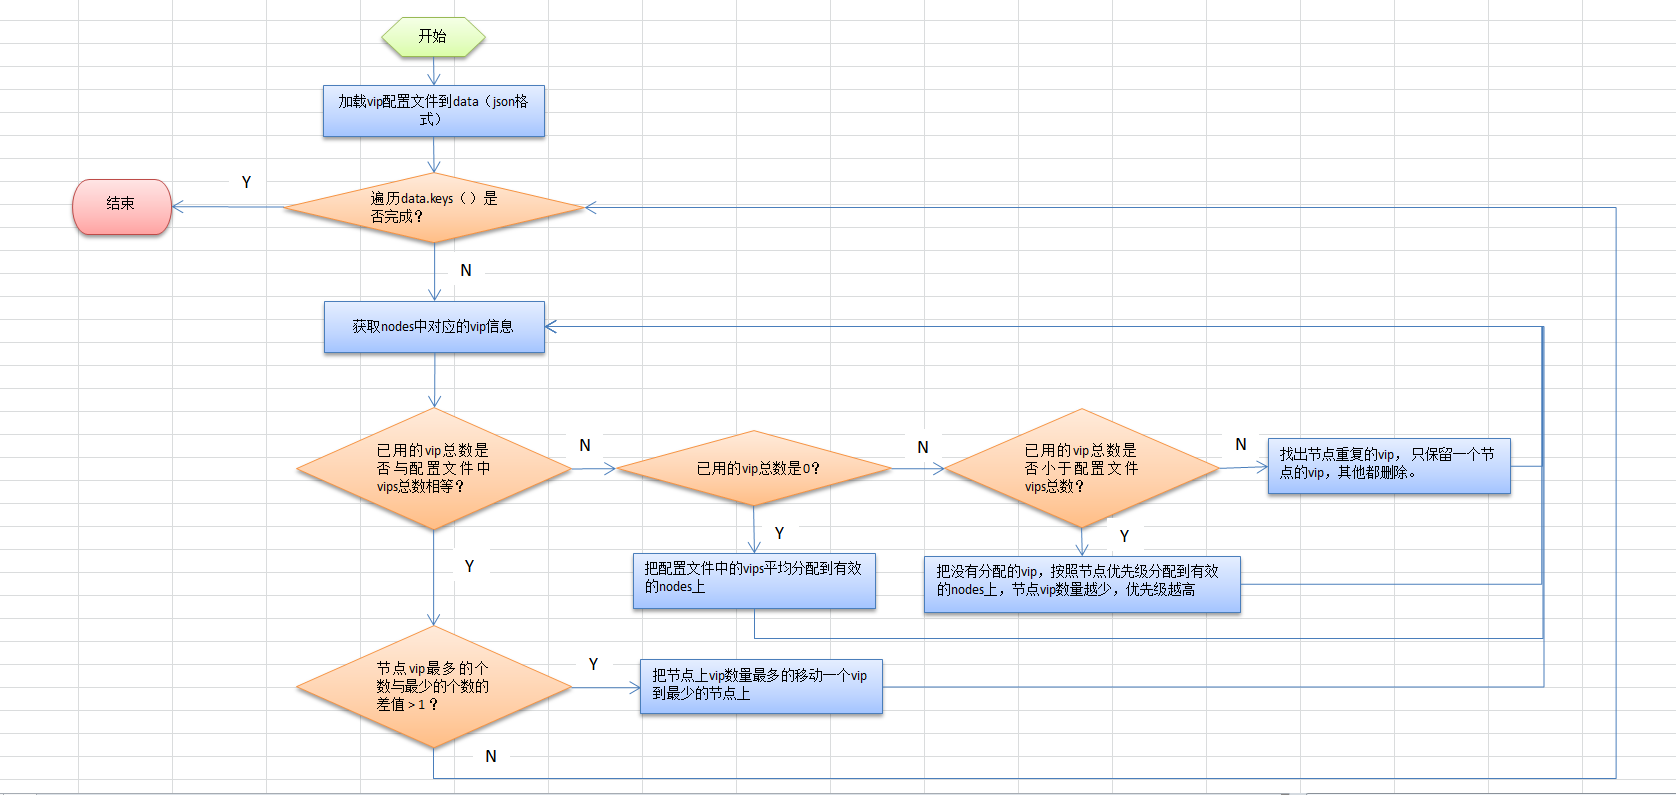 开始
加载vip配置文件到data（json格
式）
Y
结束
遍历data.keys（）是
否完成？
N
获取nodes中对应的vip信息
已用的vip总数是
否与配置文件中
vips总数相等？
N
已用的vip总数是0？
N
已用的vip总数是
否小于配置文件
vips总数？
N
找出节点重复的vip，只保留一个节
点的vip，其他都删除。
Y
Y
Y
把配置文件中的vips平均分配到有效
的nodes上
把没有分配的vip，按照节点优先级分配到有效
的nodes上，节点vip数量越少，优先级越高
节点vip最多的个
数与最少的个数的
差值＞1？
Y
把节点上vip数量最多的移动一个vip
到最少的节点上
N